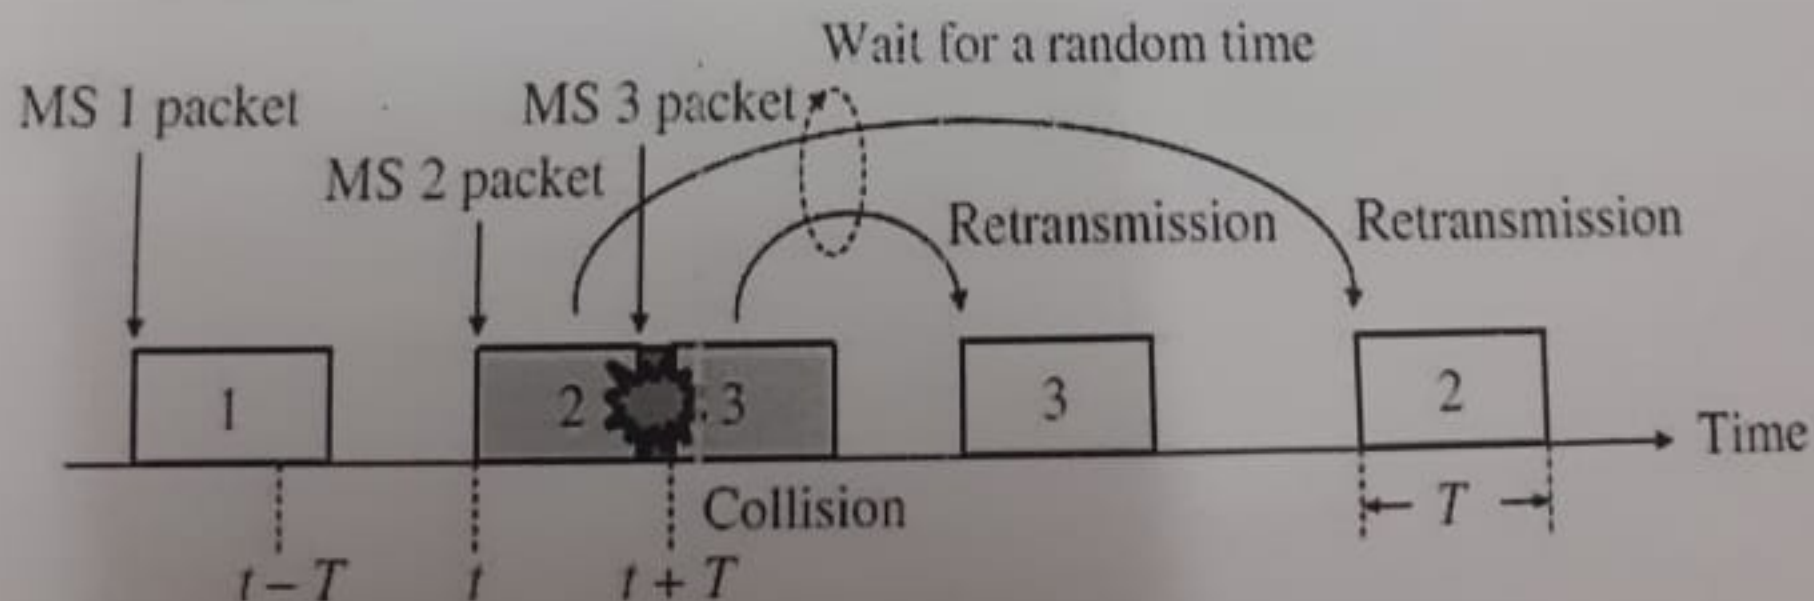 Wait for a random time
MS 1 packet
MS 3 packet
MS 2 packet
Retransmission
Retransmission
1
2
3
3
2
Time
Collision
T
t – T
t
t + T